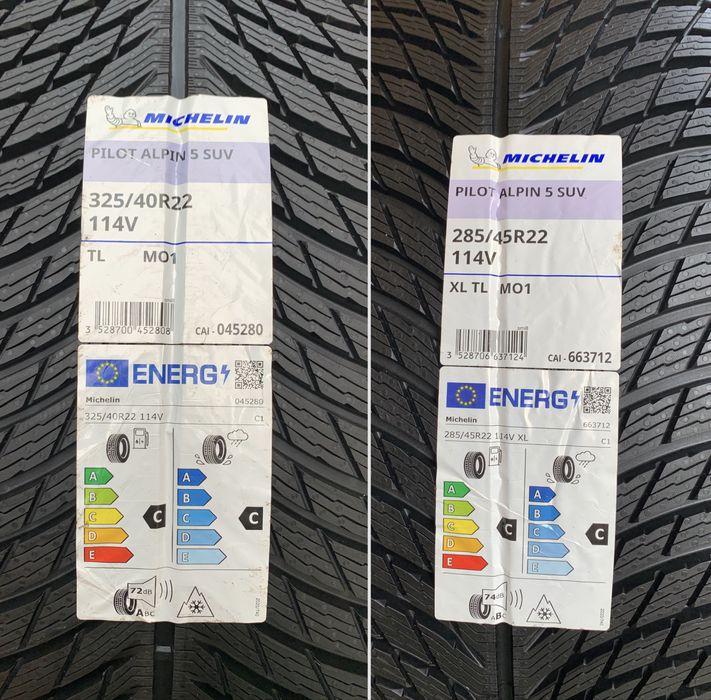 MICHELIN
PILOT ALPIN 5 SUV
325/40R22
114V
TL MO1
3 528700 452808
CAI - 045280
ENERG
Michelin 045280
325/40R22 114V C1
A
B
C
D
E
C
A
B
C
D
E
C
72dB
ABC
MICHELIN
PILOT ALPIN 5 SUV
285/45R22
114V
XL TL MO1
3 528706 637124
CAI - 663712
ENERG
Michelin 663712
285/45R22 114V XL C1
A
B
C
D
E
C
A
B
C
D
E
C
74dB
ABC